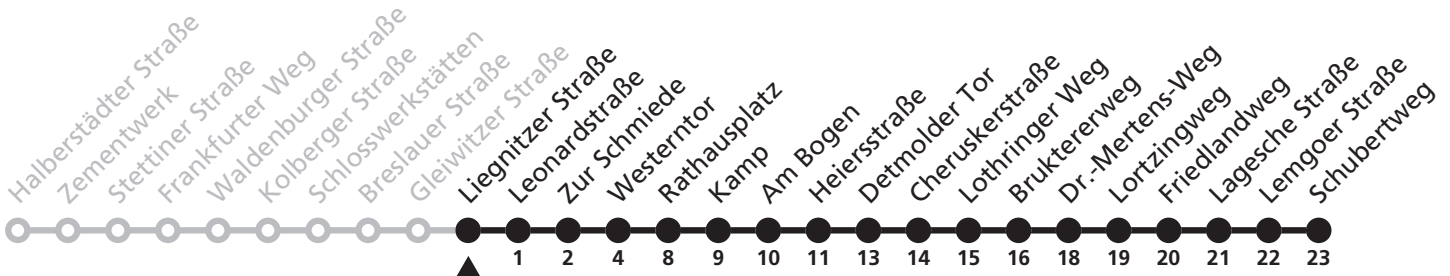 Halberstädter Straße
Zementwerk
Stettiner Straße
Frankfurter Weg
Waldenburger Straße
Kolberger Straße
Schlosswerkstätten
Breslauer Straße
Gleiwitzer Straße
Liegnitzer Straße
Leonardstraße
Zur Schmiede
Westerntor
Rathausplatz
Kamp
Am Bogen
Heiersstraße
Detmolder Tor
Cheruskerstraße
Lothringer Weg
Bruktererweg
Dr.-Mertens-Weg
Lortzingweg
Friedlandweg
Lagesche Straße
Lemgoer Straße
Schubertweg
1 2 4 8 9 10 11 13 14 15 16 18 19 20 21 22 23